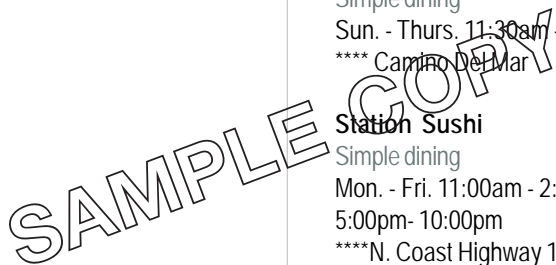 Simple dining
Sun. - Thurs. 11:30am -
**** Camino Del Mar
Station Sushi
Simple dining
Mon. - Fri. 11:00am - 2:
5:00pm- 10:00pm
****N. Coast Highway 1
SAMPLE COPY